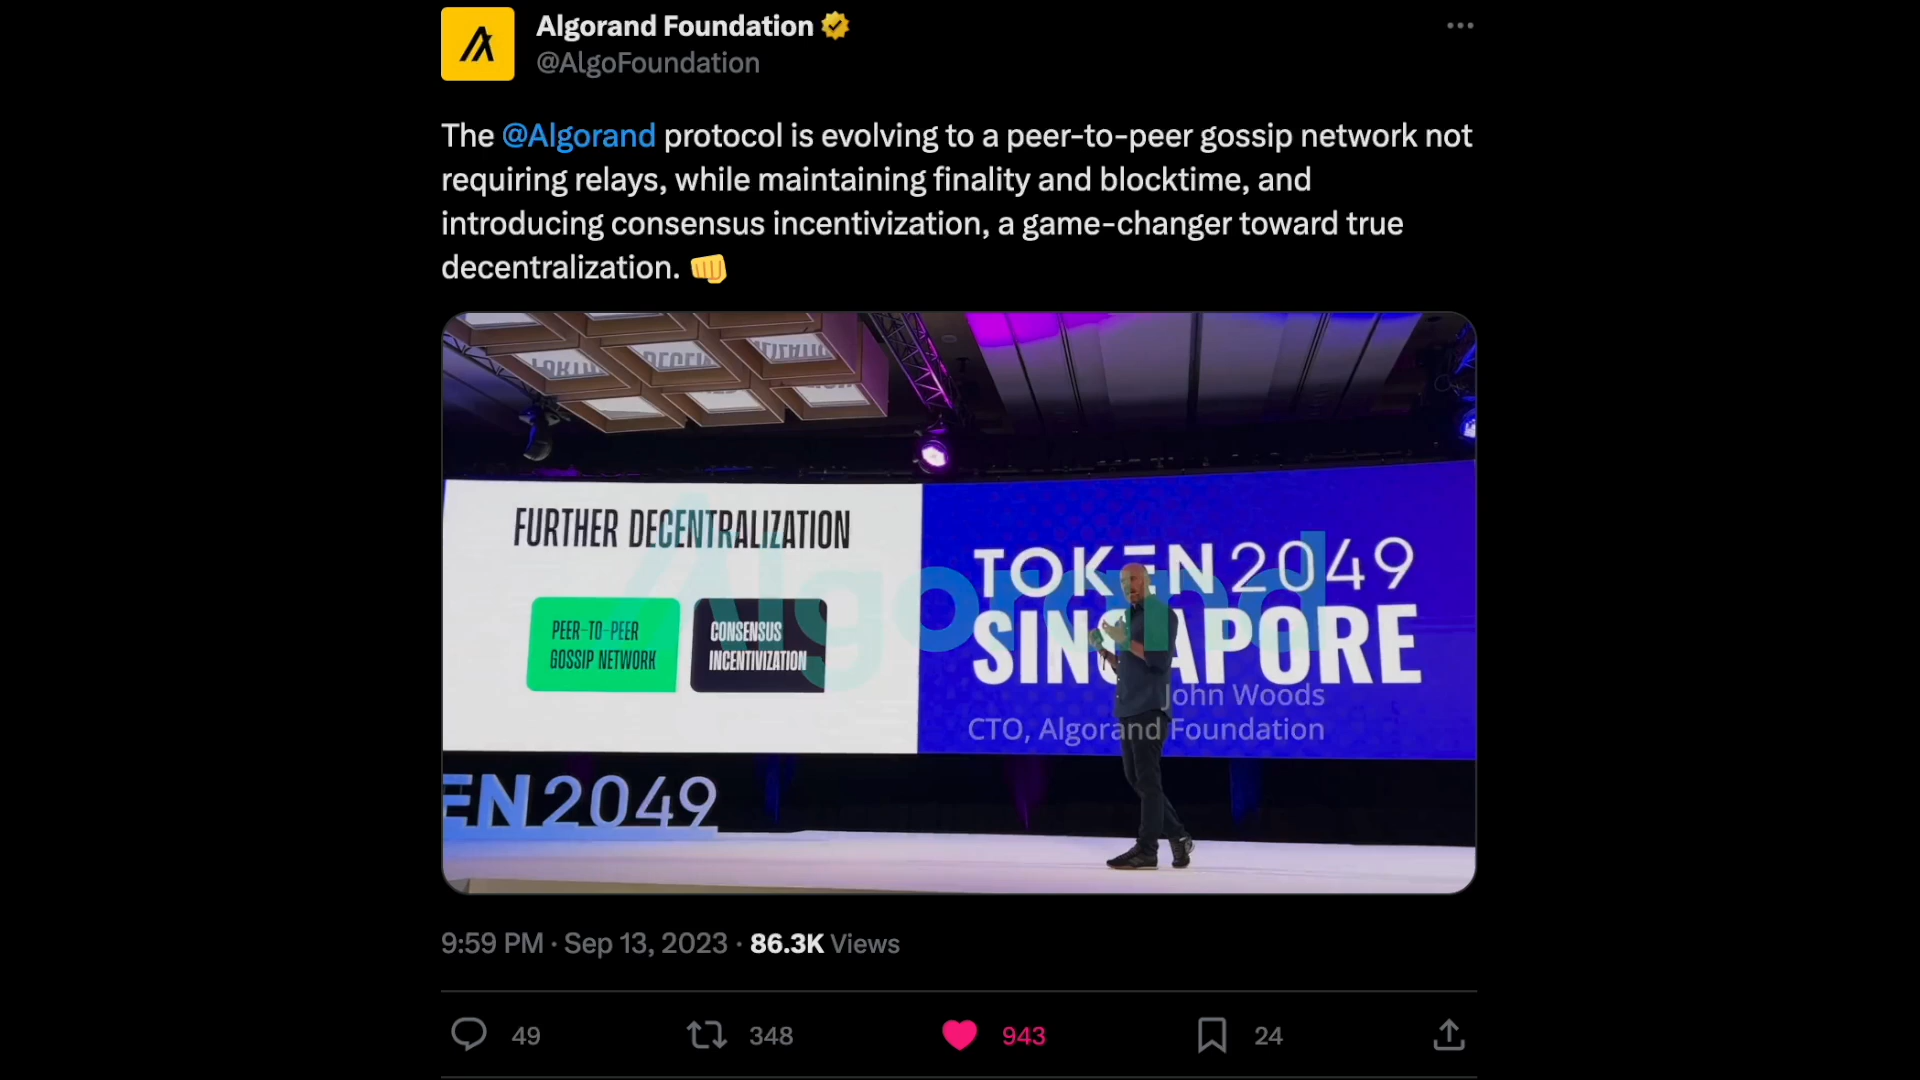 Algorand Foundation
@AlgoFoundation
The @Algorand protocol is evolving to a peer-to-peer gossip network not
requiring relays, while maintaining finality and blocktime, and
introducing consensus incentivization, a game-changer toward true
decentralization. 👊
FURTHER DECENTRALIZATION
PEER-TO-PEER
GOSSIP NETWORK
CONSENSUS
INCENTIVIZATION
Algorand
TOKEN2049
SINGAPORE
John Woods
CTO, Algorand Foundation
EN2049
9:59 PM · Sep 13, 2023 · 86.3K Views
49 348 943 24